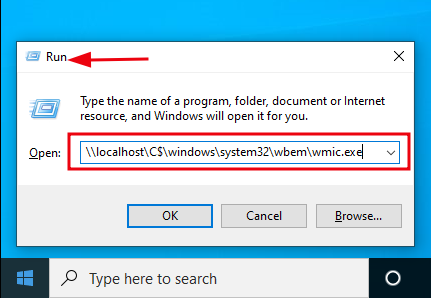 Run
Type the name of a program, folder, document or Internet
resource, and Windows will open it for you.
Open: \\localhost\C$\windows\system32\wbem\wmic.exe
OK Cancel Browse...
Type here to search